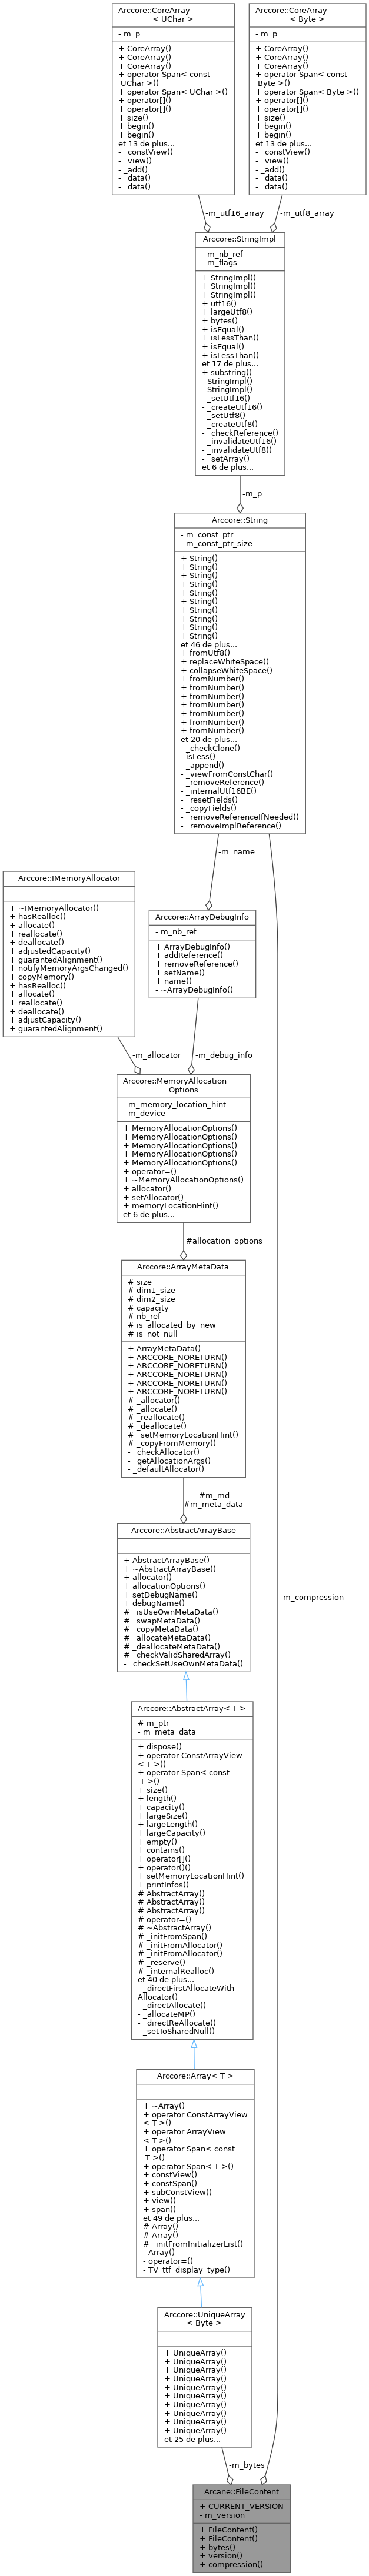 Arccore::CoreArray
< UChar >
- m_p
+ CoreArray()
+ CoreArray()
+ CoreArray()
+ operator Span< const
UChar >()
+ operator Span< UChar >()
+ operator[]()
+ operator[]()
+ size()
+ begin()
+ begin()
et 13 de plus...
- _constView()
- _view()
- _add()
- _data()
- _data()
Arccore::CoreArray
< Byte >
- m_p
+ CoreArray()
+ CoreArray()
+ CoreArray()
+ operator Span< const
Byte >()
+ operator Span< Byte >()
+ operator[]()
+ operator[]()
+ size()
+ begin()
+ begin()
et 13 de plus...
- _constView()
- _view()
- _add()
- _data()
- _data()
-m_utf16_array
-m_utf8_array
Arccore::StringImpl
- m_nb_ref
- m_flags
+ StringImpl()
+ StringImpl()
+ StringImpl()
+ utf16()
+ largeUtf8()
+ bytes()
+ isEqual()
+ isLessThan()
+ isEqual()
+ isLessThan()
et 17 de plus...
+ substring()
- StringImpl()
- StringImpl()
- _setUtf16()
- _createUtf16()
- _setUtf8()
- _createUtf8()
- _checkReference()
- _invalidateUtf16()
- _invalidateUtf8()
- _setArray()
et 6 de plus...
-m_p
Arccore::String
- m_const_ptr
- m_const_ptr_size
+ String()
+ String()
+ String()
+ String()
+ String()
+ String()
+ String()
+ String()
+ String()
+ String()
et 46 de plus...
+ fromUtf8()
+ replaceWhiteSpace()
+ collapseWhiteSpace()
+ fromNumber()
+ fromNumber()
+ fromNumber()
+ fromNumber()
+ fromNumber()
+ fromNumber()
+ fromNumber()
et 20 de plus...
- _checkClone()
- isLess()
- _append()
- _viewFromConstChar()
- _removeReference()
- _internalUtf16BE()
- _resetFields()
- _copyFields()
- _removeReferenceIfNeeded()
- _removeImplReference()
-m_name
Arccore::IMemoryAllocator
+ ~IMemoryAllocator()
+ hasRealloc()
+ allocate()
+ reallocate()
+ deallocate()
+ adjustedCapacity()
+ guarantedAlignment()
+ notifyMemoryArgsChanged()
+ copyMemory()
+ hasRealloc()
+ allocate()
+ reallocate()
+ deallocate()
+ adjustCapacity()
+ guarantedAlignment()
Arccore::ArrayDebugInfo
- m_nb_ref
+ ArrayDebugInfo()
+ addReference()
+ removeReference()
+ setName()
+ name()
- ~ArrayDebugInfo()
-m_allocator
-m_debug_info
Arccore::MemoryAllocation
Options
- m_memory_location_hint
- m_device
+ MemoryAllocationOptions()
+ MemoryAllocationOptions()
+ MemoryAllocationOptions()
+ MemoryAllocationOptions()
+ MemoryAllocationOptions()
+ operator=()
+ ~MemoryAllocationOptions()
+ allocator()
+ setAllocator()
+ memoryLocationHint()
et 6 de plus...
#allocation_options
Arccore::ArrayMetaData
# size
# dim1_size
# dim2_size
# capacity
# nb_ref
# is_allocated_by_new
# is_not_null
+ ArrayMetaData()
+ ARCCORE_NORETURN()
+ ARCCORE_NORETURN()
+ ARCCORE_NORETURN()
+ ARCCORE_NORETURN()
+ ARCCORE_NORETURN()
# _allocator()
# _allocate()
# _reallocate()
# _deallocate()
# _setMemoryLocationHint()
# _copyFromMemory()
- _checkAllocator()
- _getAllocationArgs()
- _defaultAllocator()
#m_md
#m_meta_data
Arccore::AbstractArrayBase
+ AbstractArrayBase()
+ ~AbstractArrayBase()
+ allocator()
+ allocationOptions()
+ setDebugName()
+ debugName()
# _isUseOwnMetaData()
# _swapMetaData()
# _copyMetaData()
# _allocateMetaData()
# _deallocateMetaData()
# _checkValidSharedArray()
- _checkSetUseOwnMetaData()
-m_compression
Arccore::AbstractArray< T >
# m_ptr
- m_meta_data
+ dispose()
+ operator ConstArrayView
< T >()
+ operator Span< const
T >()
+ size()
+ length()
+ capacity()
+ largeSize()
+ largeLength()
+ largeCapacity()
+ empty()
+ contains()
+ operator[]()
+ operator()()
+ setMemoryLocationHint()
+ printInfos()
# AbstractArray()
# AbstractArray()
# AbstractArray()
# operator=()
# ~AbstractArray()
# _initFromSpan()
# _initFromAllocator()
# _initFromAllocator()
# _reserve()
# _internalRealloc()
et 40 de plus...
- _directFirstAllocateWith
Allocator()
- _directAllocate()
- _allocateMP()
- _directReAllocate()
- _setToSharedNull()
Arccore::Array< T >
+ ~Array()
+ operator ConstArrayView
< T >()
+ operator ArrayView
< T >()
+ operator Span< const
T >()
+ operator Span< T >()
+ constView()
+ constSpan()
+ subConstView()
+ view()
+ span()
et 49 de plus...
# Array()
# Array()
# _initFromInitializerList()
- Array()
- operator=()
- TV_ttf_display_type()
Arccore::UniqueArray
< Byte >
+ UniqueArray()
+ UniqueArray()
+ UniqueArray()
+ UniqueArray()
+ UniqueArray()
+ UniqueArray()
+ UniqueArray()
+ UniqueArray()
+ UniqueArray()
+ UniqueArray()
et 25 de plus...
-m_bytes
Arcane::FileContent
+ CURRENT_VERSION
- m_version
+ FileContent()
+ FileContent()
+ bytes()
+ version()
+ compression()